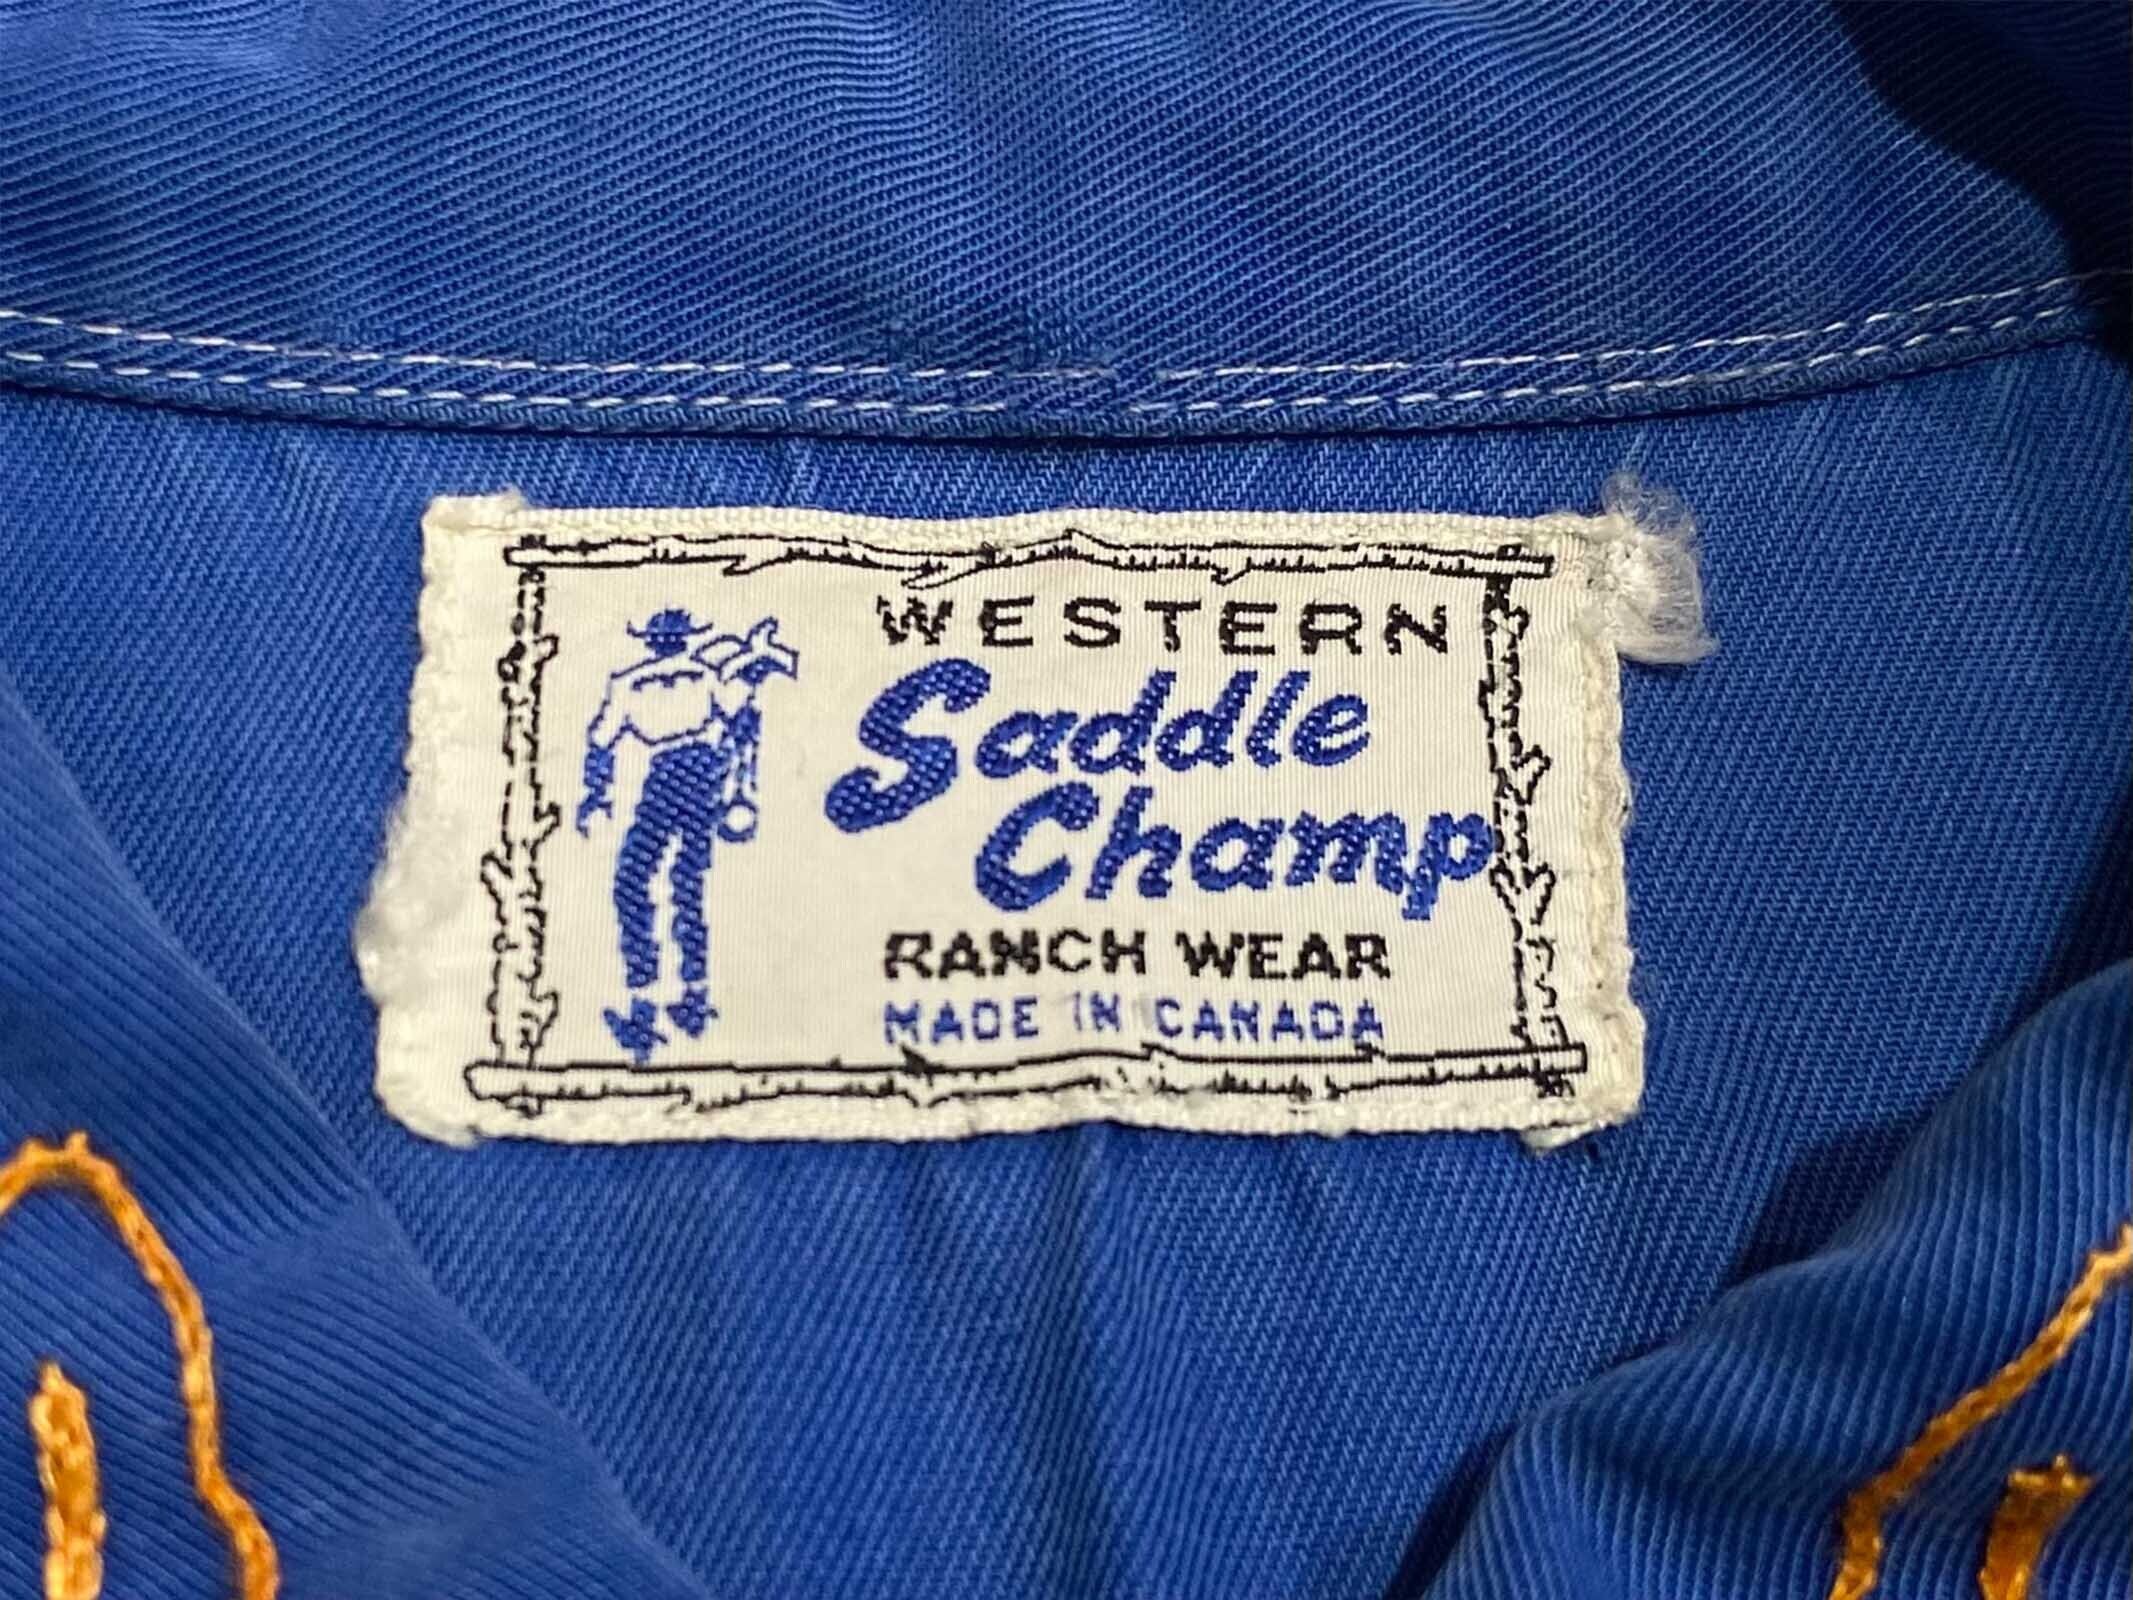 WESTERN
Saddle
Champ
RANCH WEAR
MADE IN CANADA